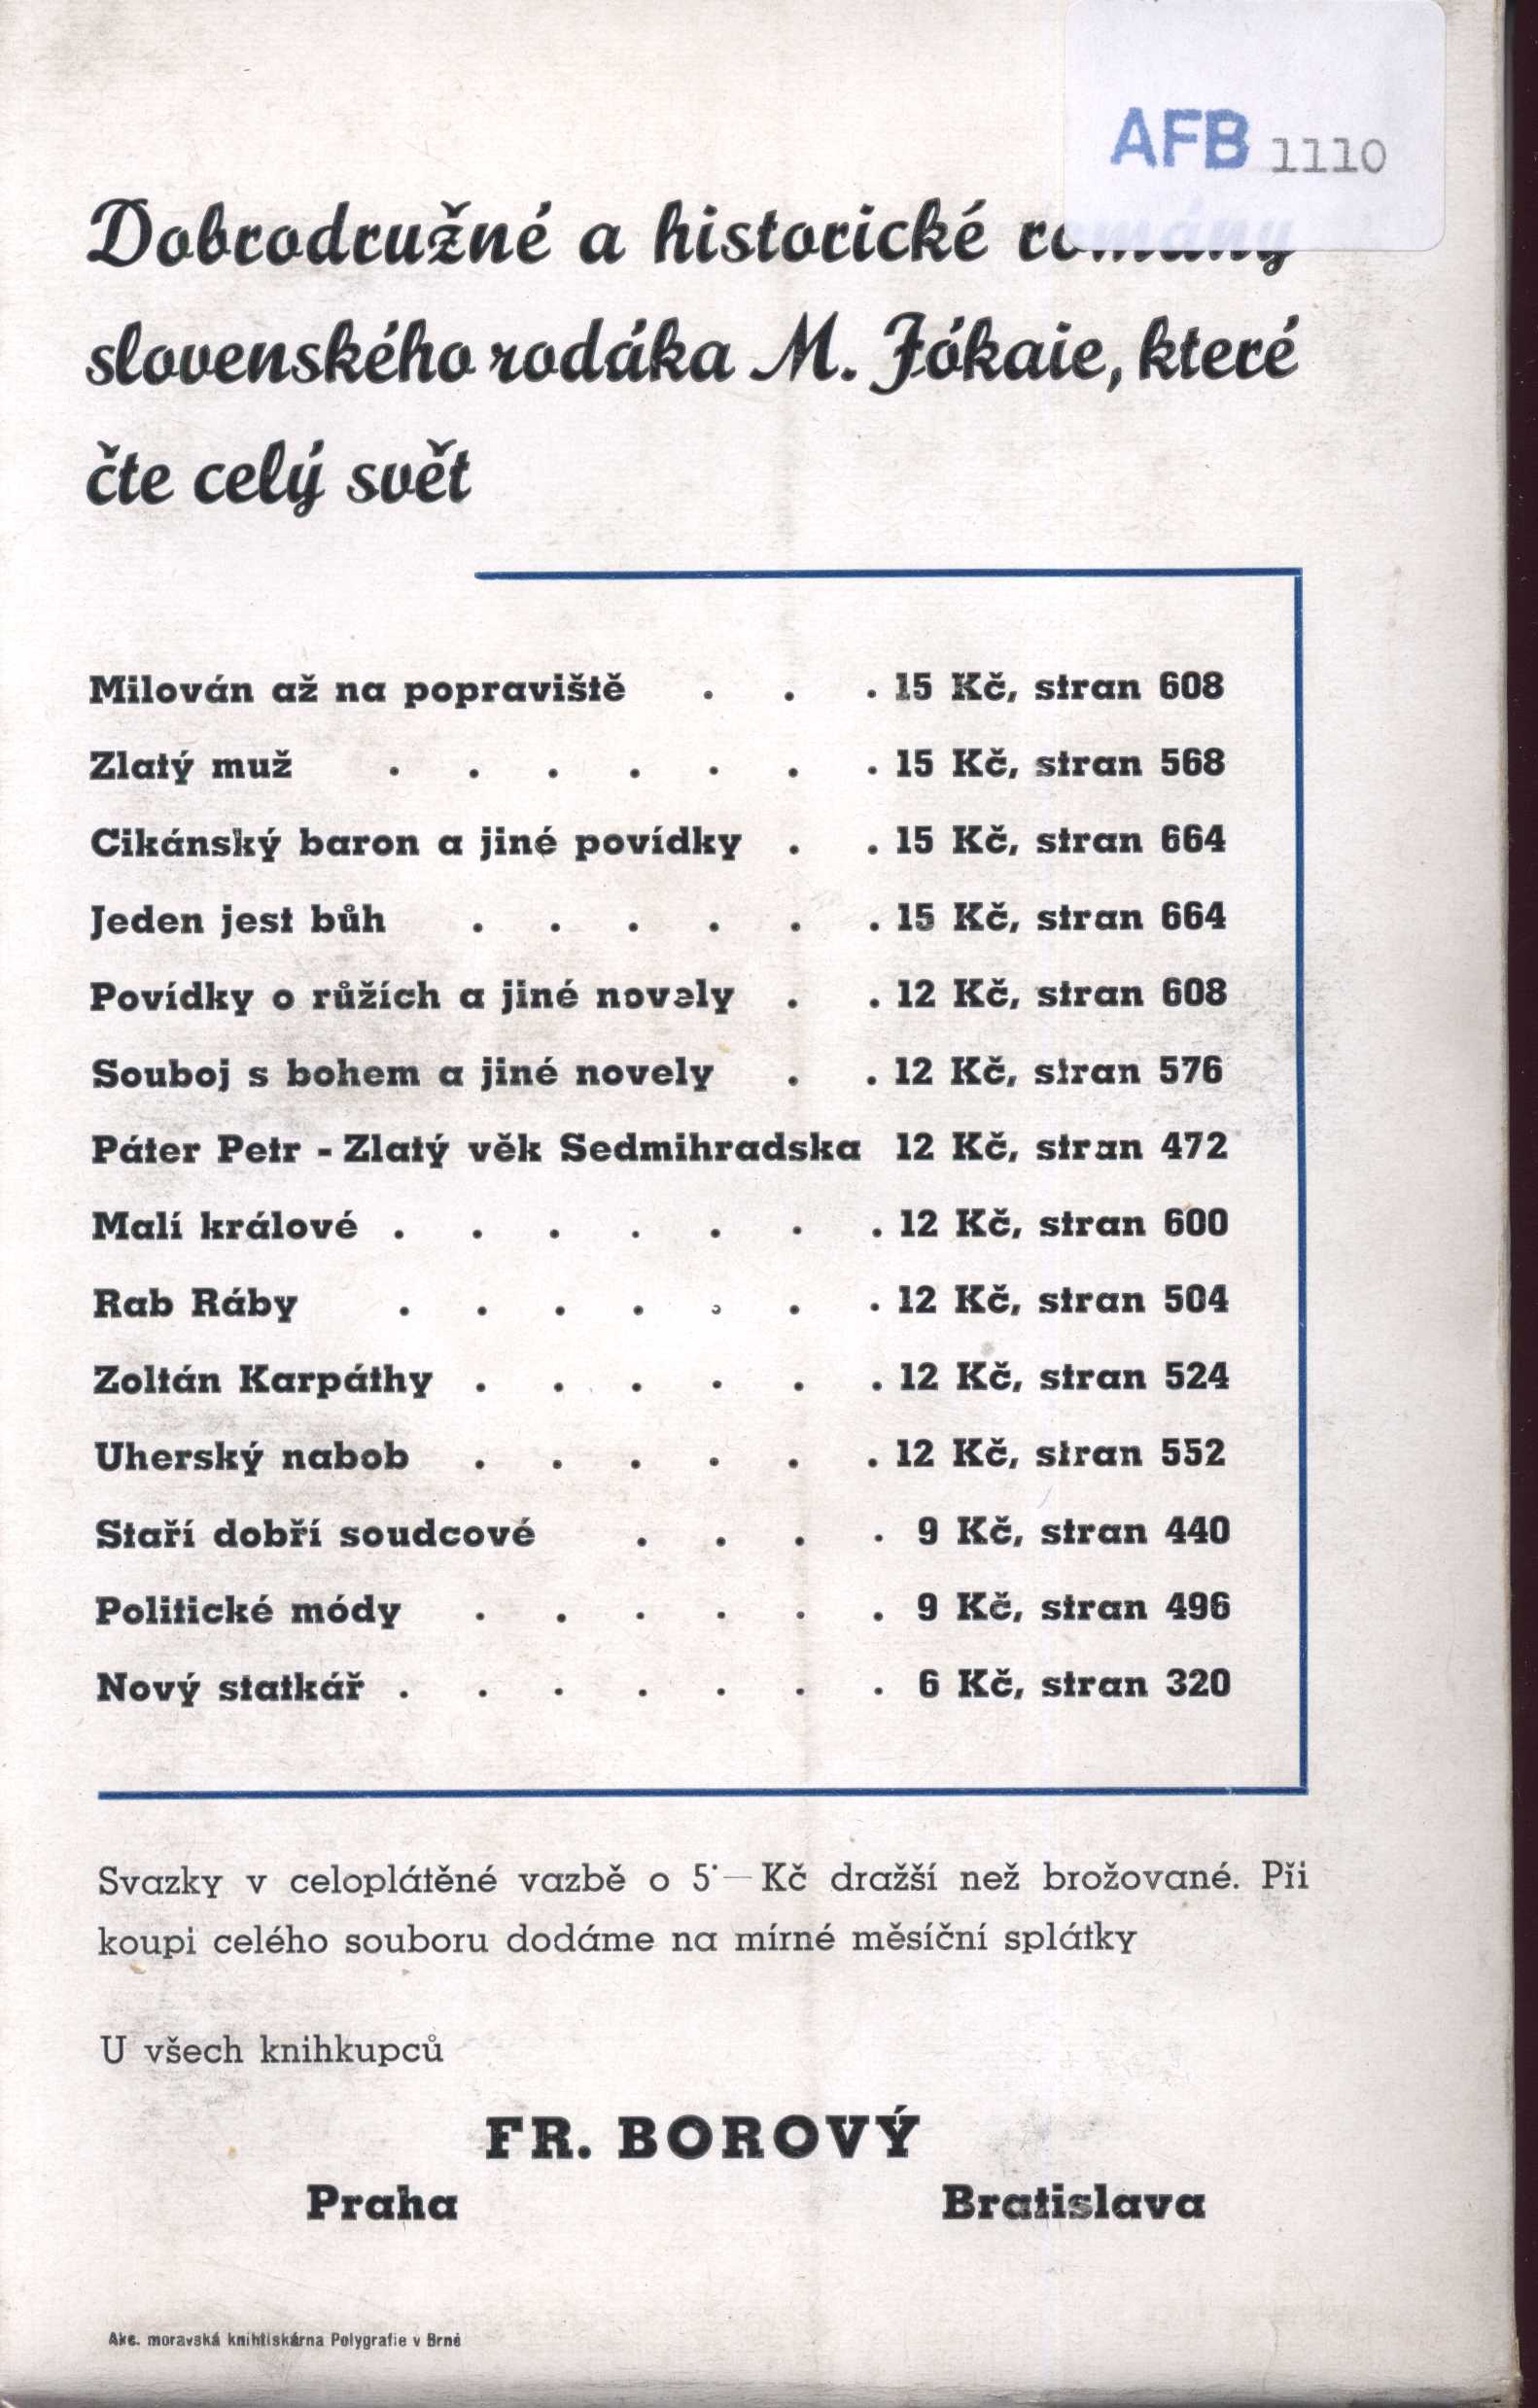 AFB 1110
Dobrodružné a historické romány
slovenského rodáka M. Jókaie, které
čte celý svět
Milován až na popraviště . . . 15 Kč, stran 608
Zlatý muž . . . . . . . 15 Kč, stran 568
Cikánský baron a jiné povídky . . 15 Kč, stran 664
Jeden jest bůh . . . . . . 15 Kč, stran 664
Povídky o růžích a jiné novely . . 12 Kč, stran 608
Souboj s bohem a jiné novely . . 12 Kč, stran 576
Páter Petr - Zlatý věk Sedmihradska 12 Kč, stran 472
Malí králové . . . . . . . 12 Kč, stran 600
Rab Ráby . . . . . . . 12 Kč, stran 504
Zoltán Karpáthy . . . . . . 12 Kč, stran 524
Uherský nabob . . . . . . 12 Kč, stran 552
Staří dobří soudcové . . . . 9 Kč, stran 440
Politické módy . . . . . . 9 Kč, stran 496
Nový statkář . . . . . . . 6 Kč, stran 320
Svazky v celoplátěné vazbě o 5·— Kč dražší než brožované. Při
koupi celého souboru dodáme na mírné měsíční splátky
U všech knihkupců
FR. BOROVÝ
Praha Bratislava
Akc. moravská knihtiskárna Polygrafie v Brně